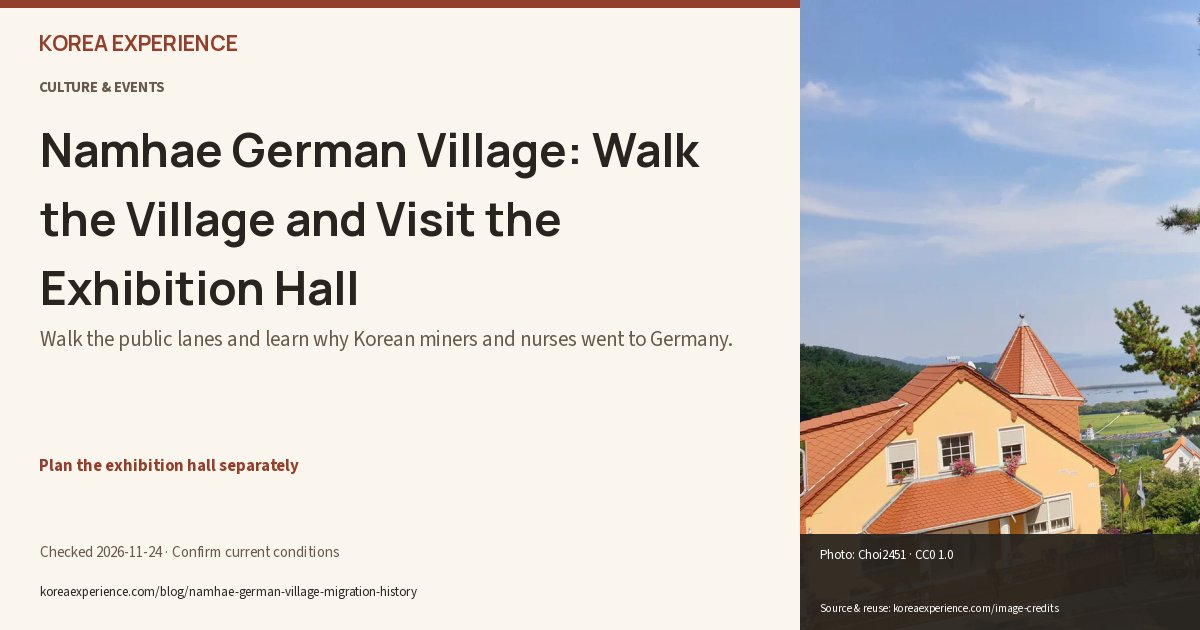 KOREA EXPERIENCE
CULTURE & EVENTS
Namhae German Village: Walk
the Village and Visit the
Exhibition Hall
Walk the public lanes and learn why Korean miners and nurses went to Germany.
Plan the exhibition hall separately
Checked 2026-11-24 · Confirm current conditions
koreaexperience.com/blog/namhae-german-village-migration-history
Photo: Choi2451 · CC0 1.0
Source & reuse: koreaexperience.com/image-credits